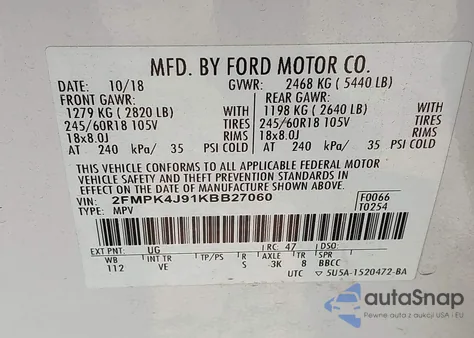 MFD. BY FORD MOTOR CO.
DATE: 10/18 GVWR: 2468 KG ( 5440 LB)
FRONT GAWR: REAR GAWR:
1279 KG ( 2820 LB) WITH 1198 KG ( 2640 LB) WITH
245/60R18 105V TIRES 245/60R18 105V TIRES
18x8.0J RIMS 18x8.0J RIMS
AT 240 kPa/ 35 PSI COLD AT 240 kPa/ 35 PSI COLD
THIS VEHICLE CONFORMS TO ALL APPLICABLE FEDERAL MOTOR
VEHICLE SAFETY AND THEFT PREVENTION STANDARDS IN
EFFECT ON THE DATE OF MANUFACTURE SHOWN ABOVE.
VIN: 2FMPK4J91KBB27060 F0066
TYPE: MPV T0254
EXT PNT: UG RC: 47 DSO:
WB INT TR TP/PS R AXLE TR SPR
112 VE S 3K 8 BBCC
UTC 5U5A-1520472-BA
autoSnap
Pewne auta z USA i EU